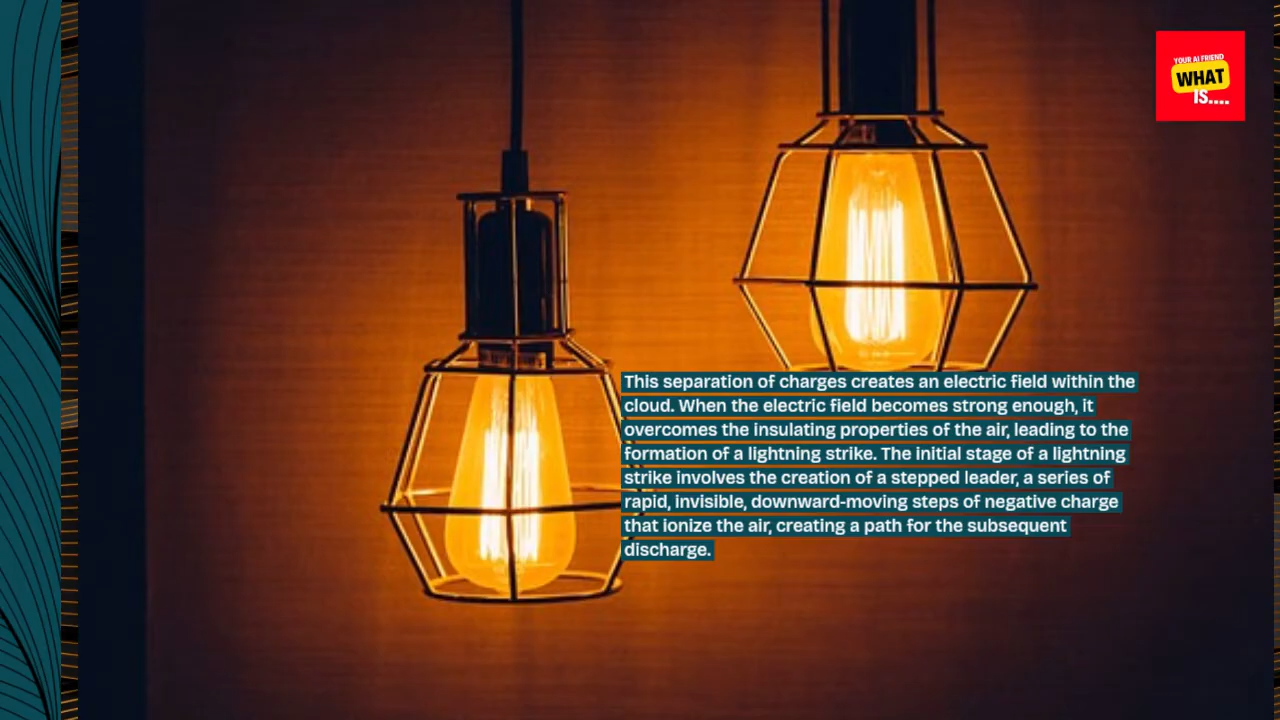 YOUR AI FRIEND
WHAT
IS....
This separation of charges creates an electric field within the
cloud. When the electric field becomes strong enough, it
overcomes the insulating properties of the air, leading to the
formation of a lightning strike. The initial stage of a lightning
strike involves the creation of a stepped leader, a series of
rapid, invisible, downward-moving steps of negative charge
that ionize the air, creating a path for the subsequent
discharge.